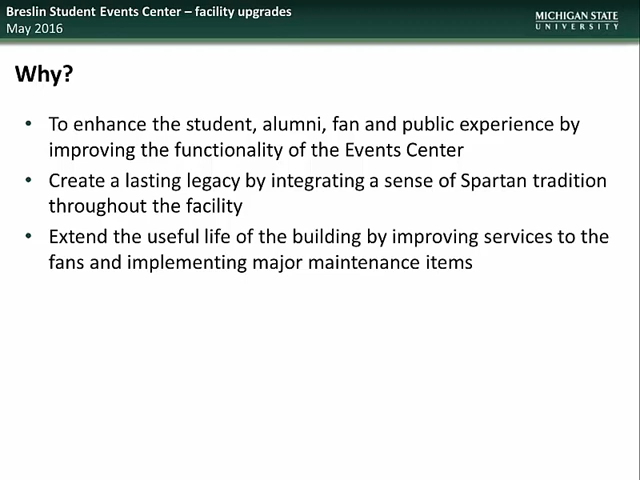 Breslin Student Events Center – facility upgrades
May 2016
MICHIGAN STATE
UNIVERSITY
Why?
• To enhance the student, alumni, fan and public experience by
improving the functionality of the Events Center
• Create a lasting legacy by integrating a sense of Spartan tradition
throughout the facility
• Extend the useful life of the building by improving services to the
fans and implementing major maintenance items